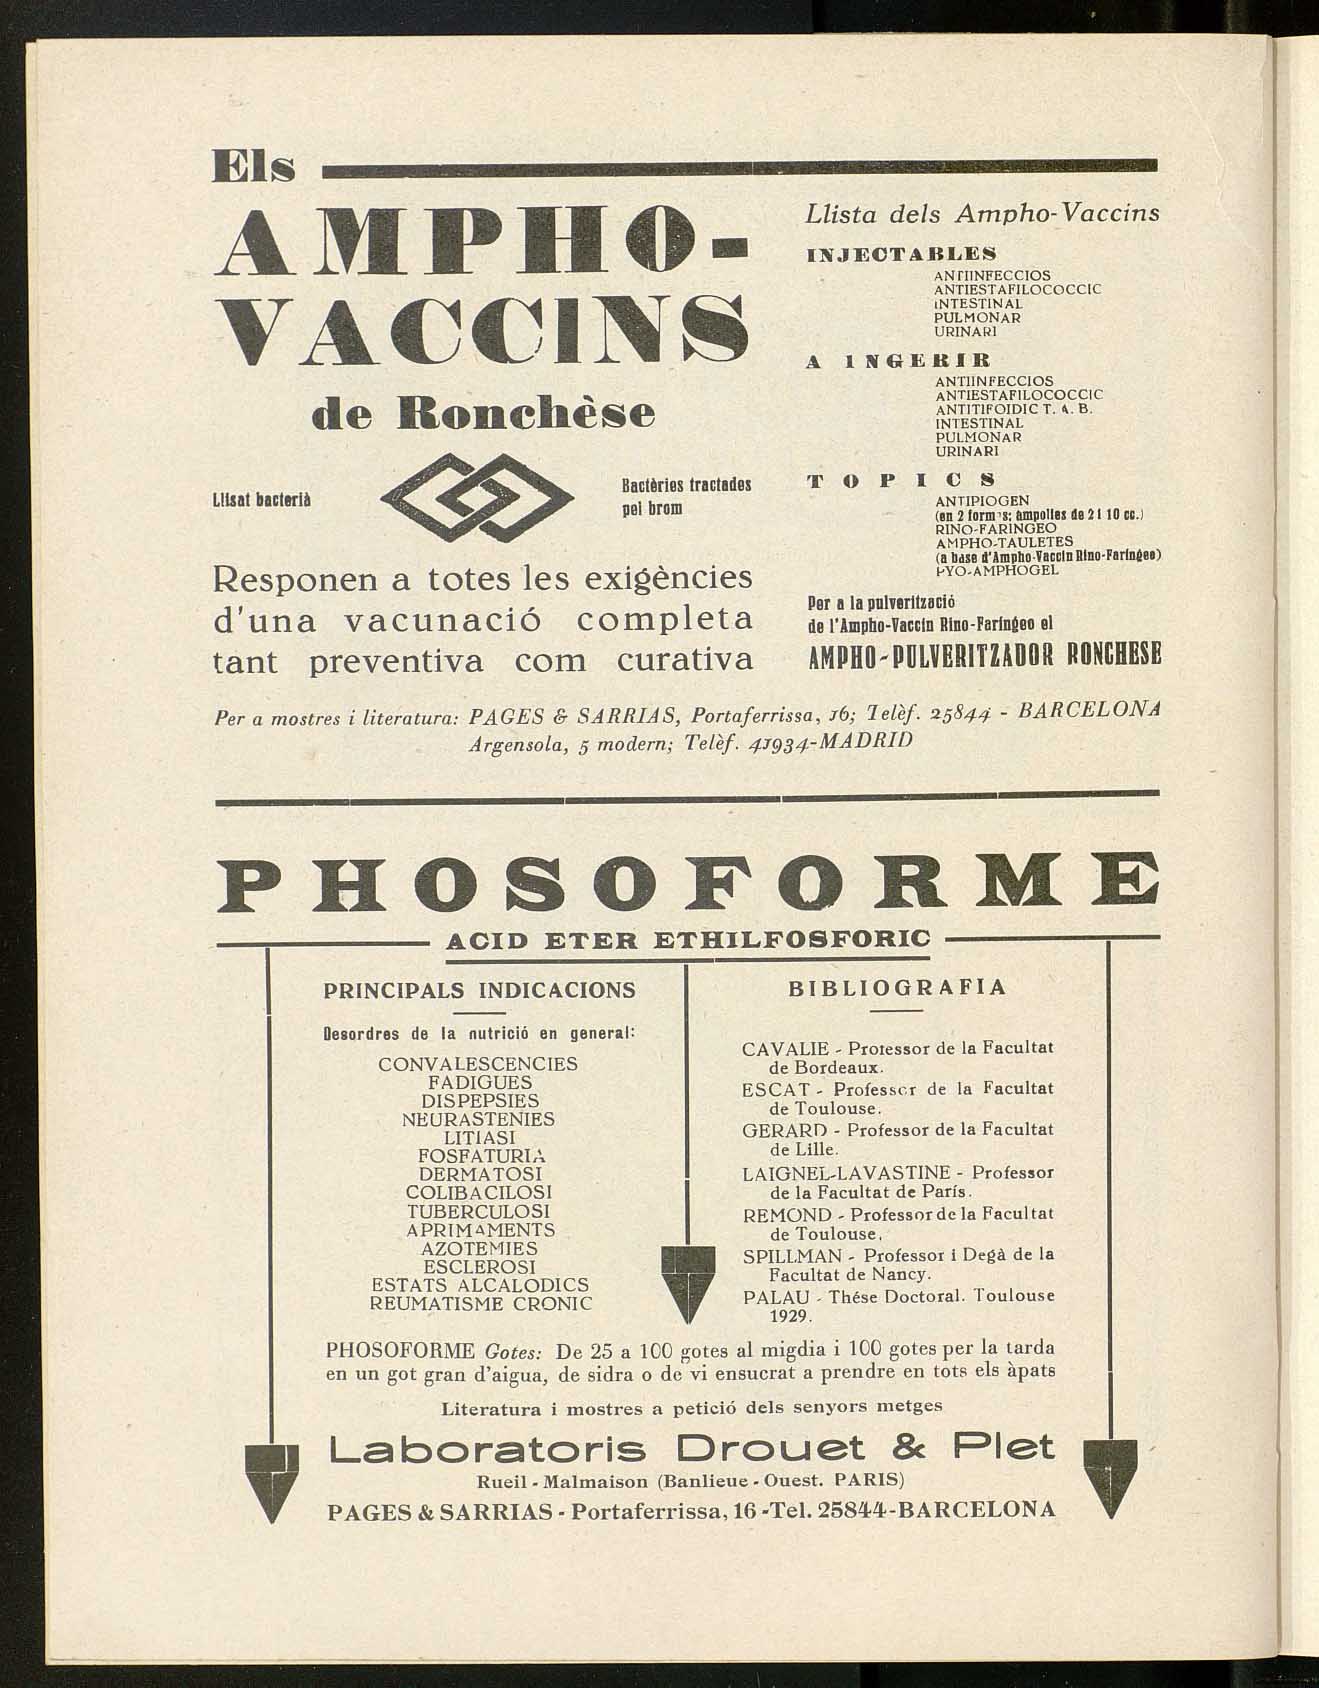 Els
AMPHO-
VACCINS
de Ronchèse
Llisat bacterià
Bactèries tractades
pel brom
Responen a totes les exigències
d'una vacunació completa
tant preventiva com curativa
Llista dels Ampho-Vaccins
INJECTABLES
ANTIINFECCIOS
ANTIESTAFILOCOCCIC
INTESTINAL
PULMONAR
URINARI
A INGERIR
ANTIINFECCIOS
ANTIESTAFILOCOCCIC
ANTITIFOIDIC T. A. B.
INTESTINAL
PULMONAR
URINARI
TOPICS
ANTIPIOGEN
(en 2 formes: ampolles de 2 i 10 cc.)
RINO-FARINGEO
AMPHO-TAULETES
(a base d'Ampho-Vaccin Rino-Faríngeo)
PYO-AMPHOGEL
Per a la pulverització
de l'Ampho-Vaccin Rino-Faríngeo el
AMPHO-PULVERITZADOR RONCHESE
Per a mostres i literatura: PAGES & SARRIAS, Portaferrissa, 16; Telèf. 25844 - BARCELONA
Argensola, 5 modern; Telèf. 41934-MADRID
PHOSOFORME
ACID ETER ETHILFOSFORIC
PRINCIPALS INDICACIONS
Desordres de la nutrició en general:
CONVALESCENCIES
FADIGUES
DISPEPSIES
NEURASTENIES
LITIASI
FOSFATURIA
DERMATOSI
COLIBACILOSI
TUBERCULOSI
APRIMAMENTS
AZOTEMIES
ESCLEROSI
ESTATS ALCALODICS
REUMATISME CRONIC
BIBLIOGRAFIA
CAVALIE - Professor de la Facultat
de Bordeaux.
ESCAT - Professor de la Facultat
de Toulouse.
GERARD - Professor de la Facultat
de Lille.
LAIGNEL-LAVASTINE - Professor
de la Facultat de París.
REMOND - Professor de la Facultat
de Toulouse.
SPILLMAN - Professor i Degà de la
Facultat de Nancy.
PALAU - Thése Doctoral. Toulouse
1929.
PHOSOFORME Gotes: De 25 a 100 gotes al migdia i 100 gotes per la tarda
en un got gran d'aigua, de sidra o de vi ensucrat a prendre en tots els àpats
Literatura i mostres a petició dels senyors metges
Laboratoris Drouet & Plet
Rueil - Malmaison (Banlieue - Ouest. PARIS)
PAGES & SARRIAS - Portaferrissa, 16 - Tel. 25844 - BARCELONA